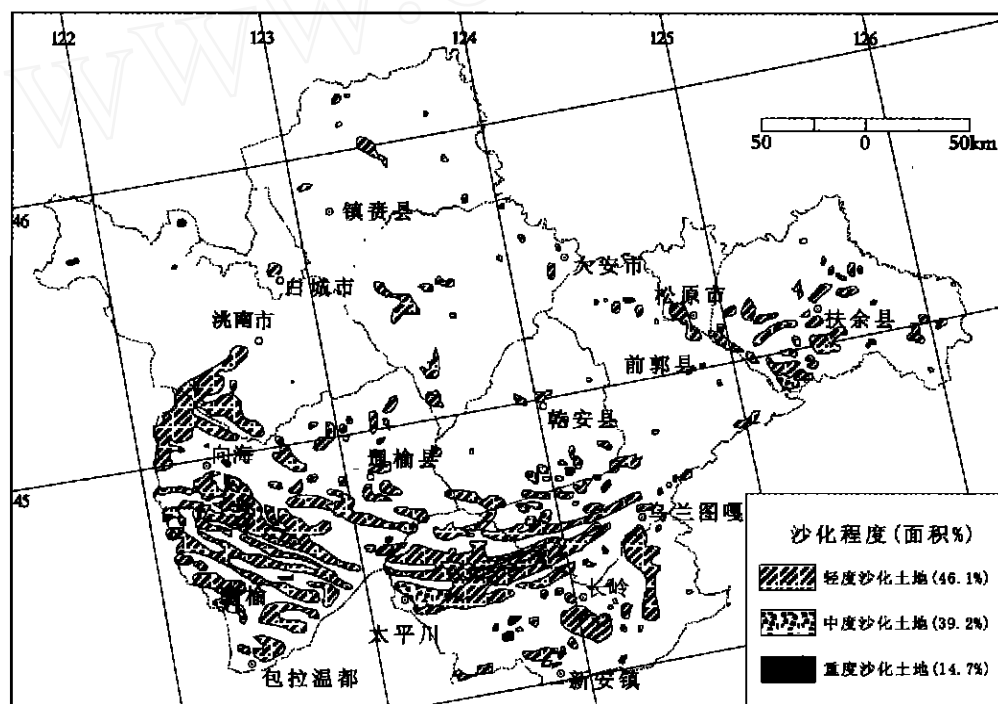 www.
122
123
124
125
126
50 0 50km
46
镇赉县
大安市
白城市
松原市
扶余县
洮南市
前郭县
乾安县
向海
通榆县
45
乌兰图嘎
沙化程度(面积%)
轻度沙化土地(46.1%)
长岭
榆
中度沙化土地(39.2%)
太平川
包拉温都
新安镇
重度沙化土地(14.7%)